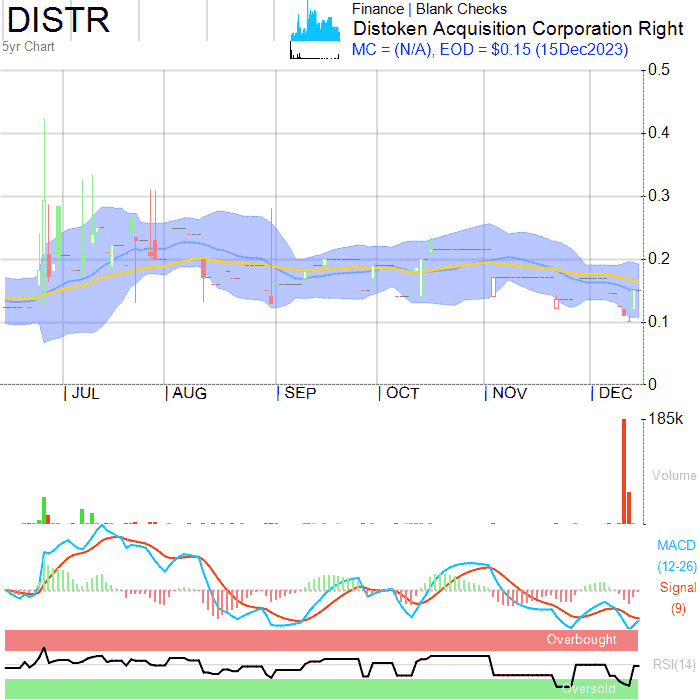 DISTR
5yr Chart
Finance | Blank Checks
Distoken Acquisition Corporation Right
MC = (N/A), EOD = $0.15 (15Dec2023)
0.5
0.4
0.3
0.2
0.1
0
JUL
AUG
SEP
OCT
NOV
DEC
185k
Volume
MACD
(12-26)
Signal
(9)
Overbought
RSI(14)
Oversold